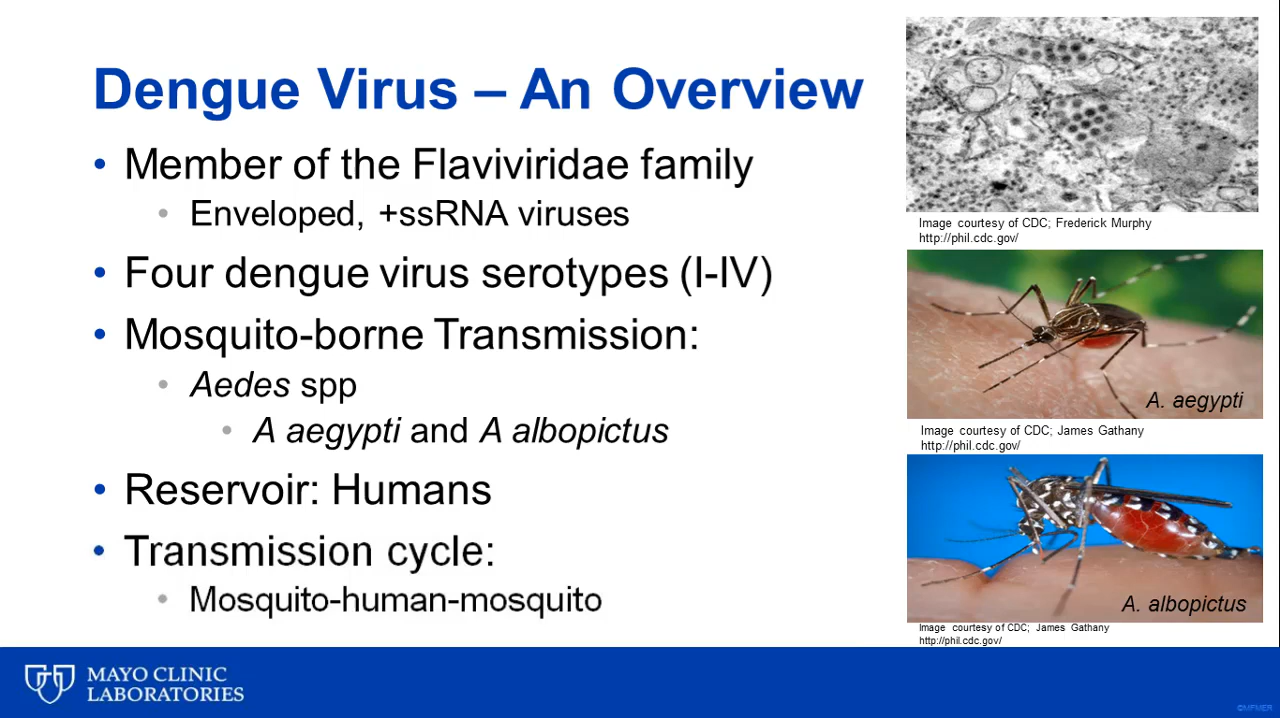 Dengue Virus – An Overview
• Member of the Flaviviridae family
• Enveloped, +ssRNA viruses
• Four dengue virus serotypes (I-IV)
• Mosquito-borne Transmission:
• Aedes spp
• A aegypti and A albopictus
• Reservoir: Humans
• Transmission cycle:
• Mosquito-human-mosquito
Image courtesy of CDC; Frederick Murphy
http://phil.cdc.gov/
A. aegypti
Image courtesy of CDC; James Gathany
http://phil.cdc.gov/
A. albopictus
Image courtesy of CDC; James Gathany
http://phil.cdc.gov/
MAYO CLINIC
LABORATORIES
©MFMER